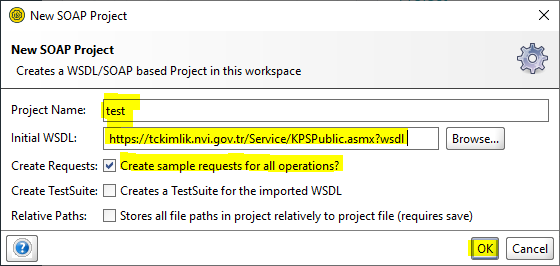 New SOAP Project
New SOAP Project
Creates a WSDL/SOAP based Project in this workspace
Project Name: test
Initial WSDL: https://tckimlik.nvi.gov.tr/Service/KPSPublic.asmx?wsdl Browse...
Create Requests: Create sample requests for all operations?
Create TestSuite: Creates a TestSuite for the imported WSDL
Relative Paths: Stores all file paths in project relatively to project file (requires save)
? OK Cancel